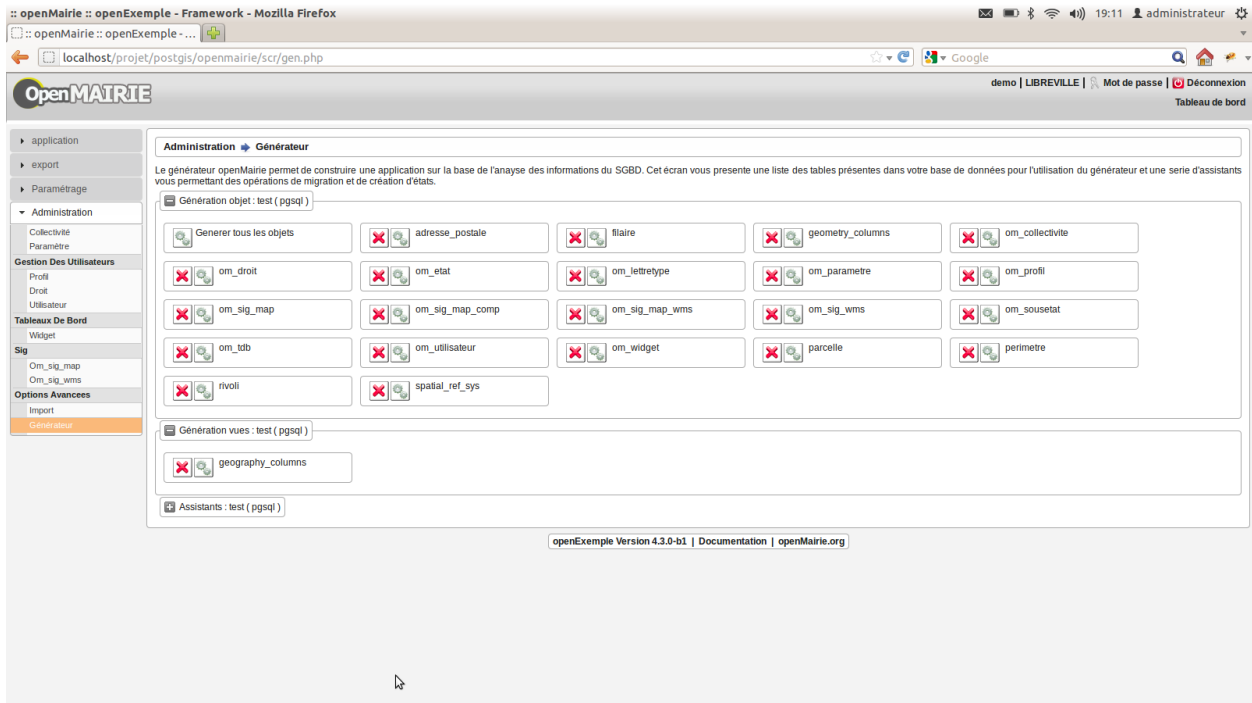 :: openMairie :: openExemple - Framework - Mozilla Firefox
19:11 administrateur
:: openMairie :: openExemple - ...
localhost/projet/postgis/openmairie/scr/gen.php
Google
OpenMAIRIE
demo | LIBREVILLE | Mot de passe | Déconnexion
Tableau de bord
application
export
Paramétrage
Administration
Collectivité
Paramètre
Gestion Des Utilisateurs
Profil
Droit
Utilisateur
Tableaux De Bord
Widget
Sig
Om_sig_map
Om_sig_wms
Options Avancees
Import
Générateur
Administration Générateur
Le générateur openMairie permet de construire une application sur la base de l'anayse des informations du SGBD. Cet écran vous presente une liste des tables présentes dans votre base de données pour l'utilisation du générateur et une serie d'assistants
vous permettant des opérations de migration et de création d'états.
Génération objet : test ( pgsql )
Generer tous les objets adresse_postale filaire geometry_columns om_collectivite
om_droit om_etat om_lettretype om_parametre om_profil
om_sig_map om_sig_map_comp om_sig_map_wms om_sig_wms om_sousetat
om_tdb om_utilisateur om_widget parcelle perimetre
rivoli spatial_ref_sys
Génération vues : test ( pgsql )
geography_columns
Assistants : test ( pgsql )
openExemple Version 4.3.0-b1 | Documentation | openMairie.org